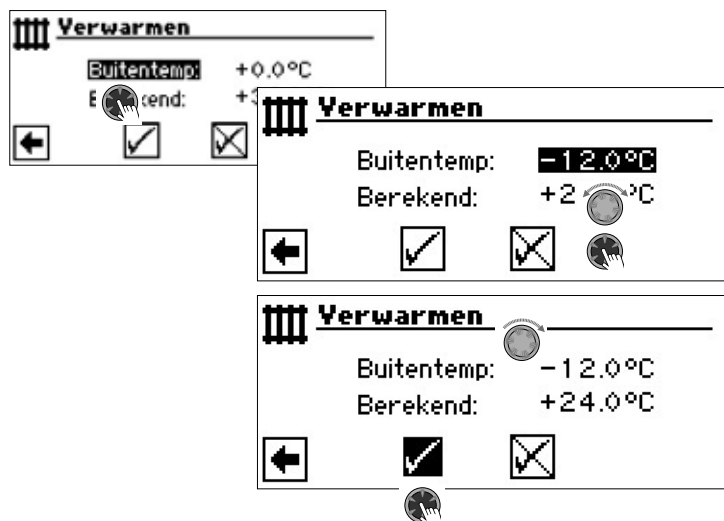 Verwarmen
Buitentemp: +0.0°C
Verwarmen
Buitentemp: -12.0°C
Berekend: °C
Verwarmen
Buitentemp: -12.0°C
Berekend: +24.0°C